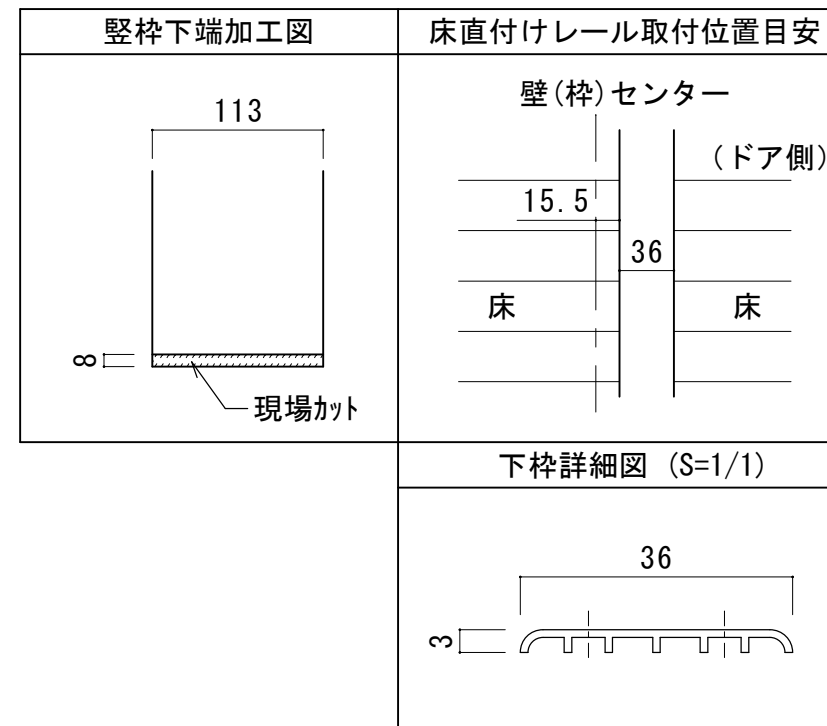 竪枠下端加工図
113
8
現場ｶｯﾄ
床直付けレール取付位置目安
壁(枠)センター
(ドア側)
15.5
36
床
床
下枠詳細図 (S=1/1)
36
3